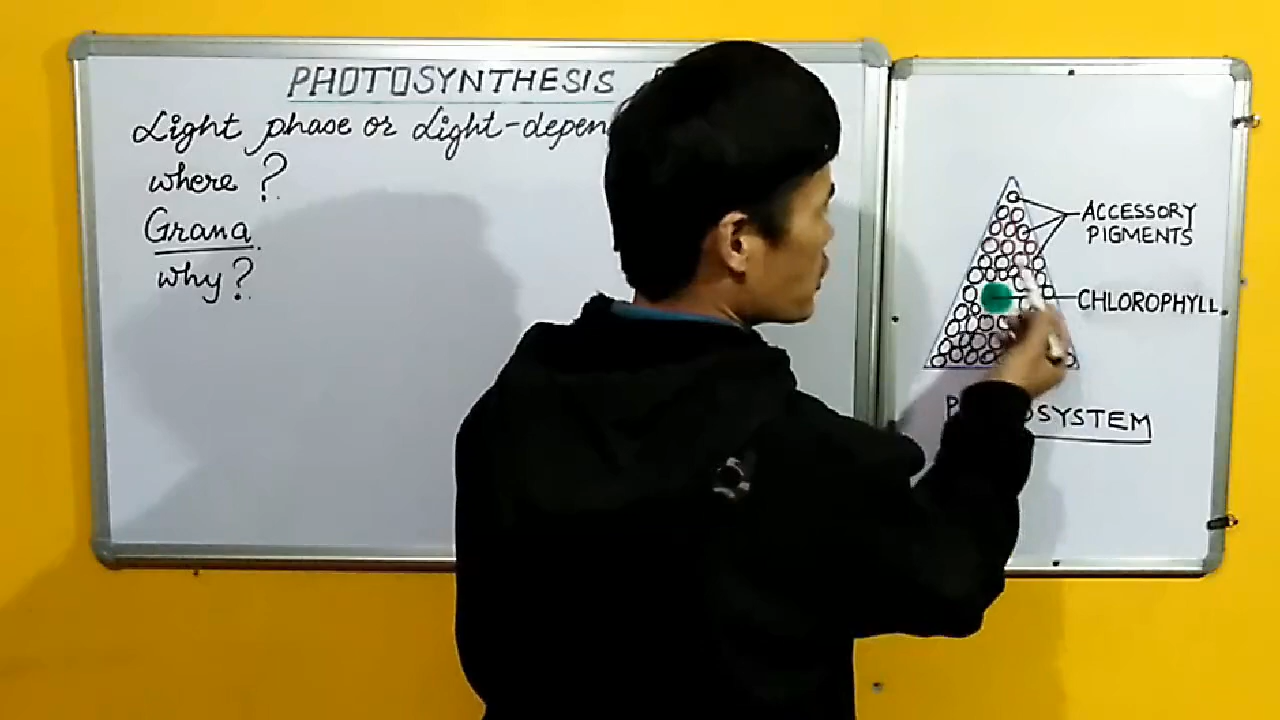 PHOTOSYNTHESIS
Light phase or Light-depen
where ?
Grana
why ?
ACCESSORY
PIGMENTS
CHLOROPHYLL
SYSTEM